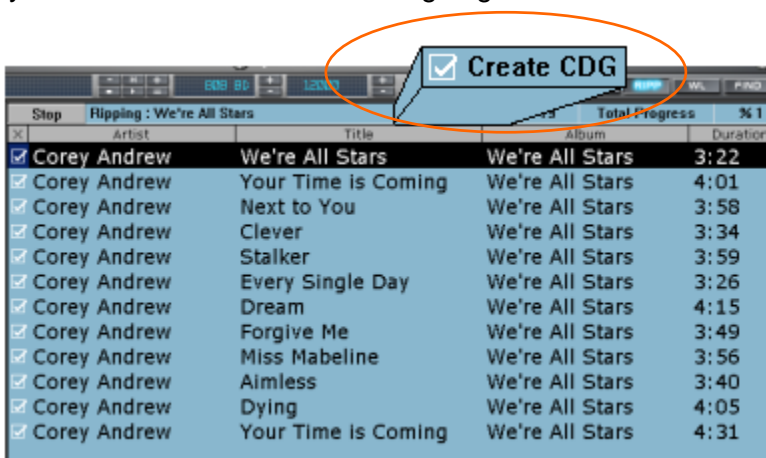 Create CDG
RIPP WL FIND
Stop Ripping : We're All Stars Total Progress % 1
X Artist Title Album Duration
Corey Andrew We're All Stars We're All Stars 3:22
Corey Andrew Your Time is Coming We're All Stars 4:01
Corey Andrew Next to You We're All Stars 3:58
Corey Andrew Clever We're All Stars 3:34
Corey Andrew Stalker We're All Stars 3:59
Corey Andrew Every Single Day We're All Stars 3:26
Corey Andrew Dream We're All Stars 4:15
Corey Andrew Forgive Me We're All Stars 3:49
Corey Andrew Miss Mabeline We're All Stars 3:56
Corey Andrew Aimless We're All Stars 3:40
Corey Andrew Dying We're All Stars 4:05
Corey Andrew Your Time is Coming We're All Stars 4:31